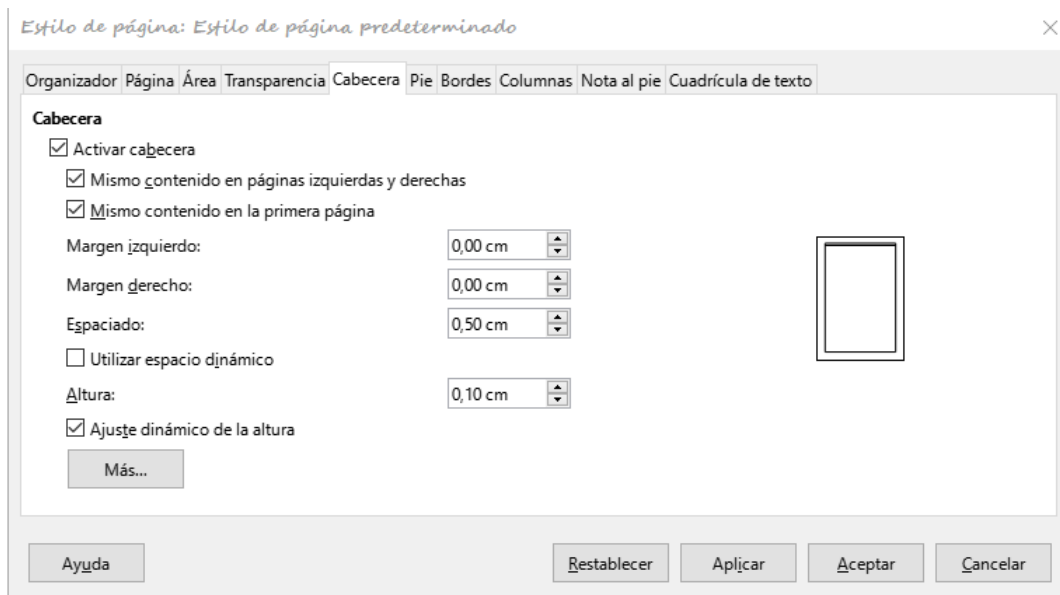 Estilo de página: Estilo de página predeterminado
Organizador Página Área Transparencia Cabecera Pie Bordes Columnas Nota al pie Cuadrícula de texto
Cabecera
Activar cabecera
Mismo contenido en páginas izquierdas y derechas
Mismo contenido en la primera página
Margen izquierdo: 0,00 cm
Margen derecho: 0,00 cm
Espaciado: 0,50 cm
Utilizar espacio dinámico
Altura: 0,10 cm
Ajuste dinámico de la altura
Más...
Ayuda Restablecer Aplicar Aceptar Cancelar